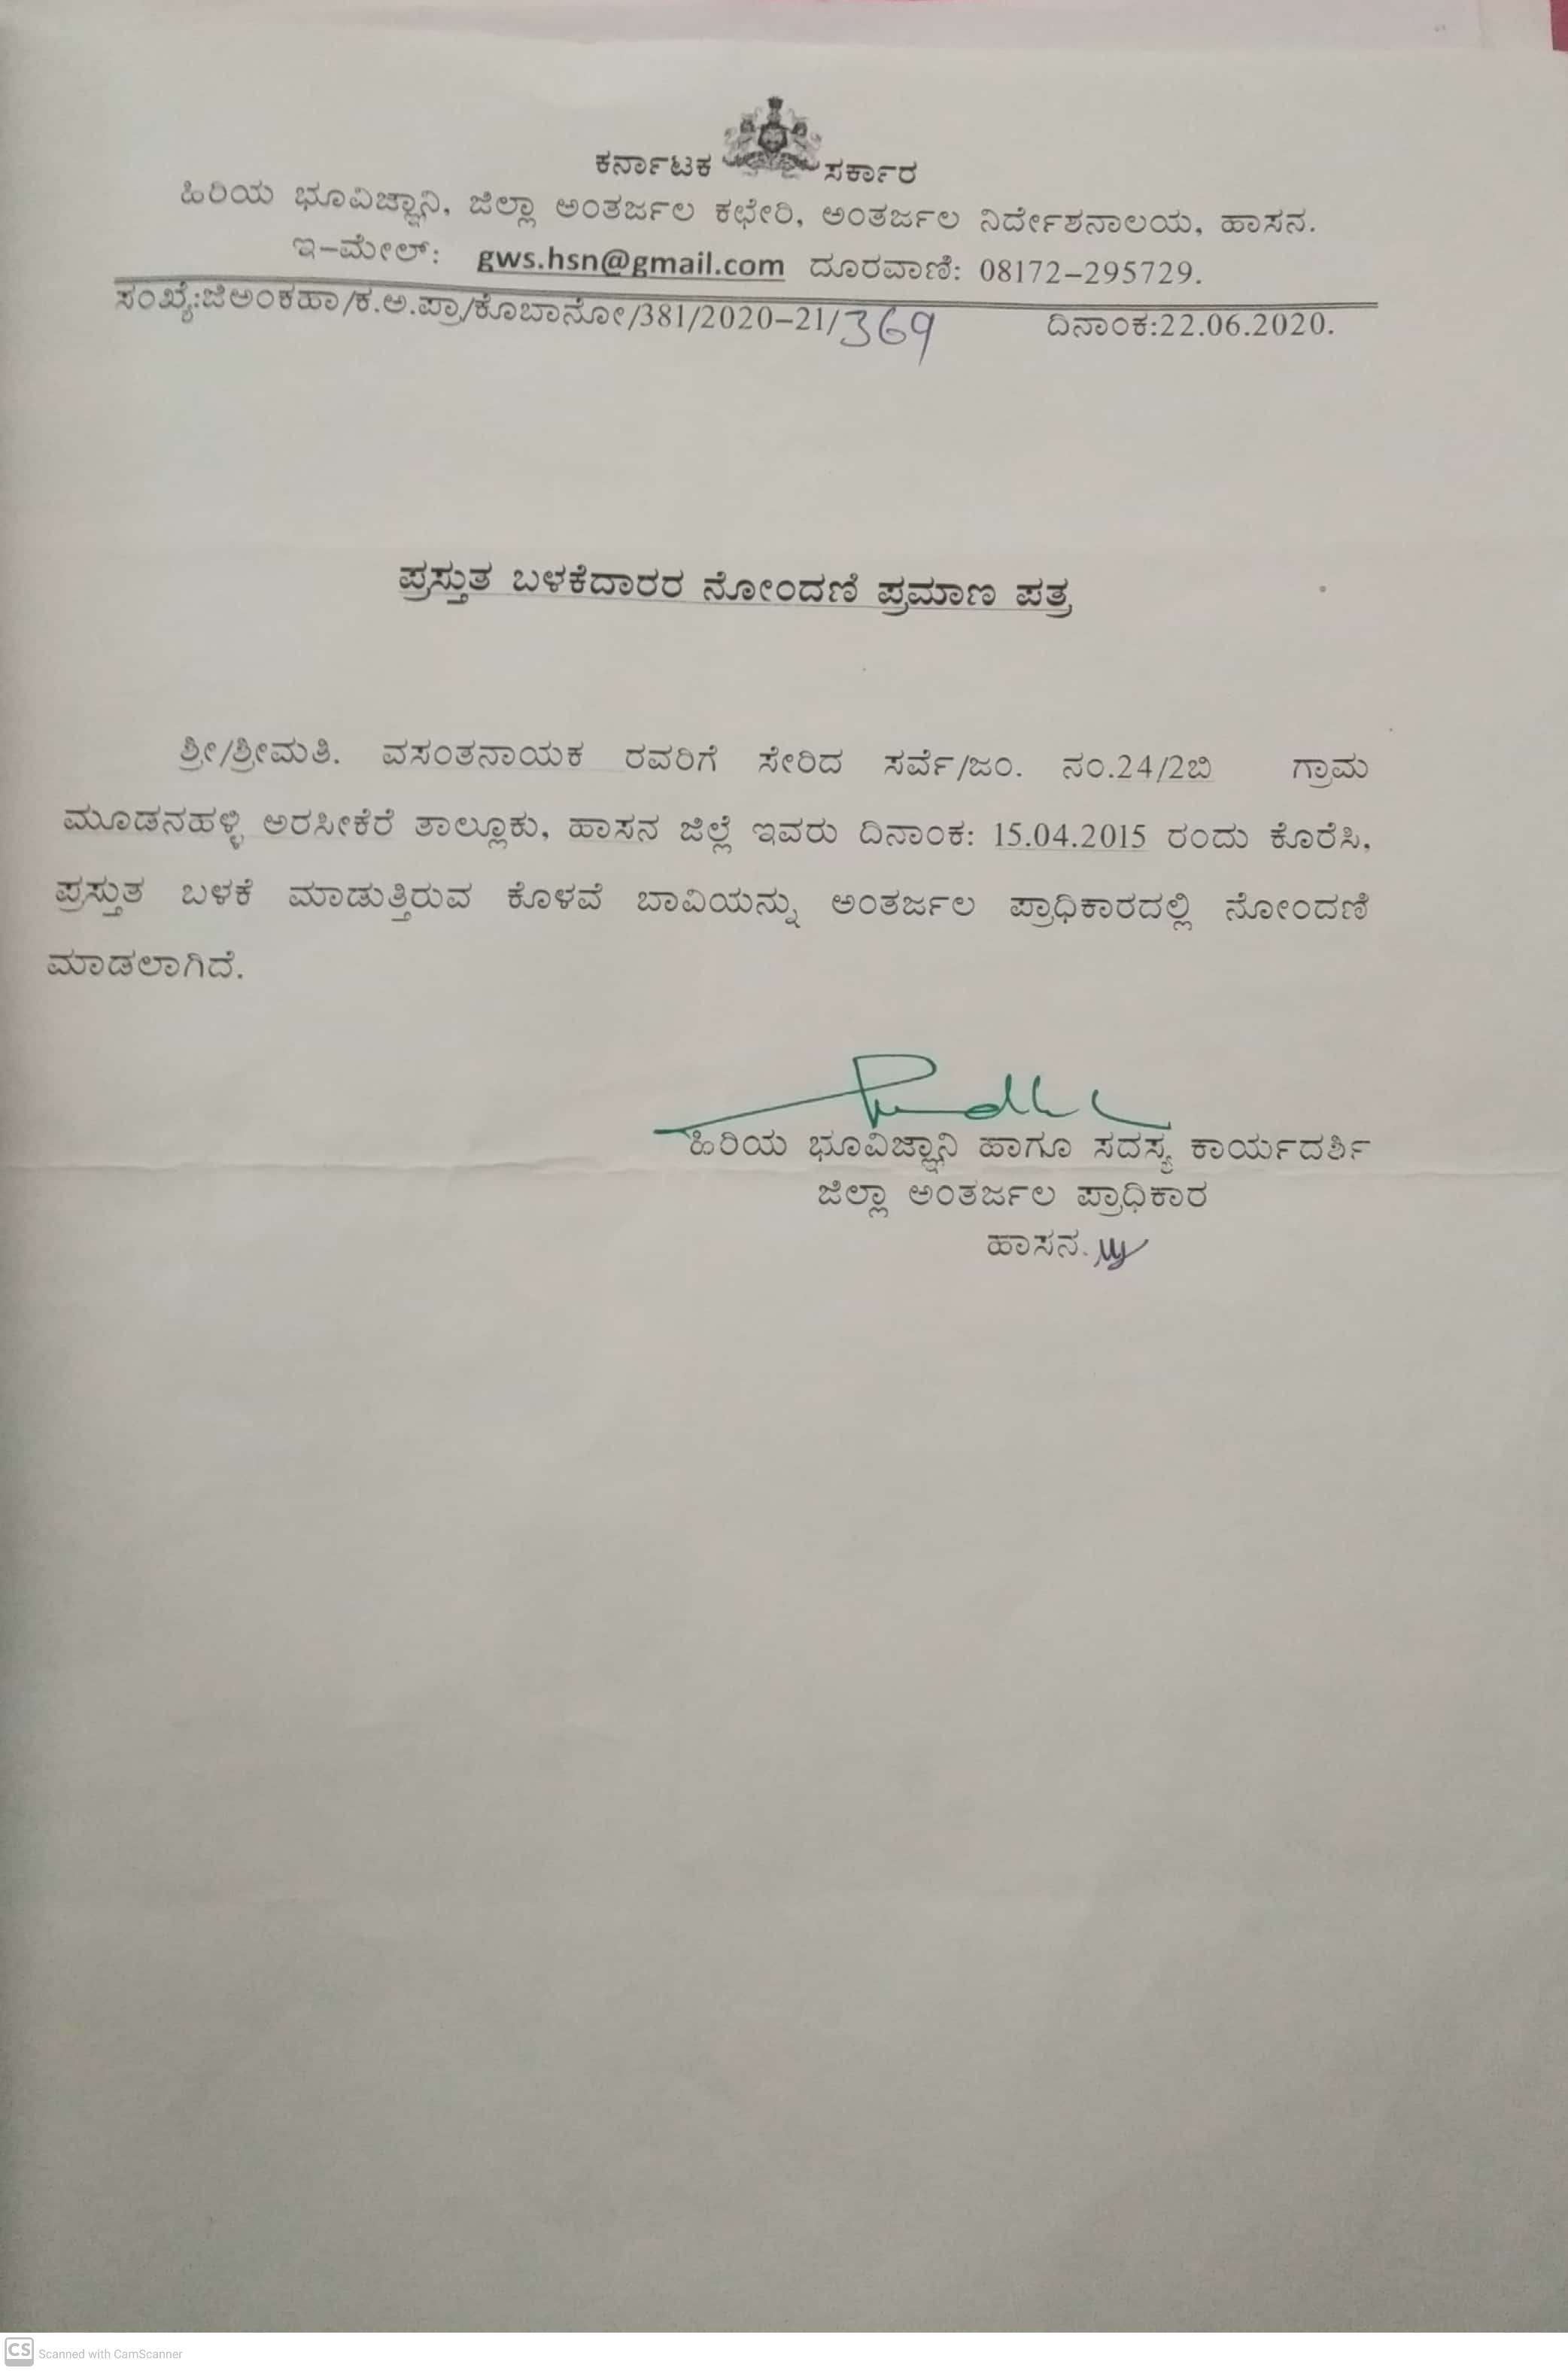 ಕರ್ನಾಟಕ ಸರ್ಕಾರ
ಹಿರಿಯ ಭೂವಿಜ್ಞಾನಿ, ಜಿಲ್ಲಾ ಅಂತರ್ಜಲ ಕಛೇರಿ, ಅಂತರ್ಜಲ ನಿರ್ದೇಶನಾಲಯ, ಹಾಸನ.
ಇ-ಮೇಲ್: gws.hsn@gmail.com ದೂರವಾಣಿ: 08172-295729.
ಸಂಖ್ಯೆ:ಜಿಅಂಕಹಾ/ಕ.ಅ.ಪ್ರಾ/ಕೊಬಾನೋ/381/2020-21/369 ದಿನಾಂಕ:22.06.2020.
ಪ್ರಸ್ತುತ ಬಳಕೆದಾರರ ನೋಂದಣಿ ಪ್ರಮಾಣ ಪತ್ರ
ಶ್ರೀ/ಶ್ರೀಮತಿ. ವಸಂತನಾಯಕ ರವರಿಗೆ ಸೇರಿದ ಸರ್ವೆ/ಜಂ. ನಂ.24/2ಬಿ ಗ್ರಾಮ
ಮೂಡನಹಳ್ಳಿ ಅರಸೀಕೆರೆ ತಾಲ್ಲೂಕು, ಹಾಸನ ಜಿಲ್ಲೆ ಇವರು ದಿನಾಂಕ: 15.04.2015 ರಂದು ಕೊರೆಸಿ,
ಪ್ರಸ್ತುತ ಬಳಕೆ ಮಾಡುತ್ತಿರುವ ಕೊಳವೆ ಬಾವಿಯನ್ನು ಅಂತರ್ಜಲ ಪ್ರಾಧಿಕಾರದಲ್ಲಿ ನೋಂದಣಿ
ಮಾಡಲಾಗಿದೆ.
ಹಿರಿಯ ಭೂವಿಜ್ಞಾನಿ ಹಾಗೂ ಸದಸ್ಯ ಕಾರ್ಯದರ್ಶಿ
ಜಿಲ್ಲಾ ಅಂತರ್ಜಲ ಪ್ರಾಧಿಕಾರ
ಹಾಸನ.
CS Scanned with CamScanner